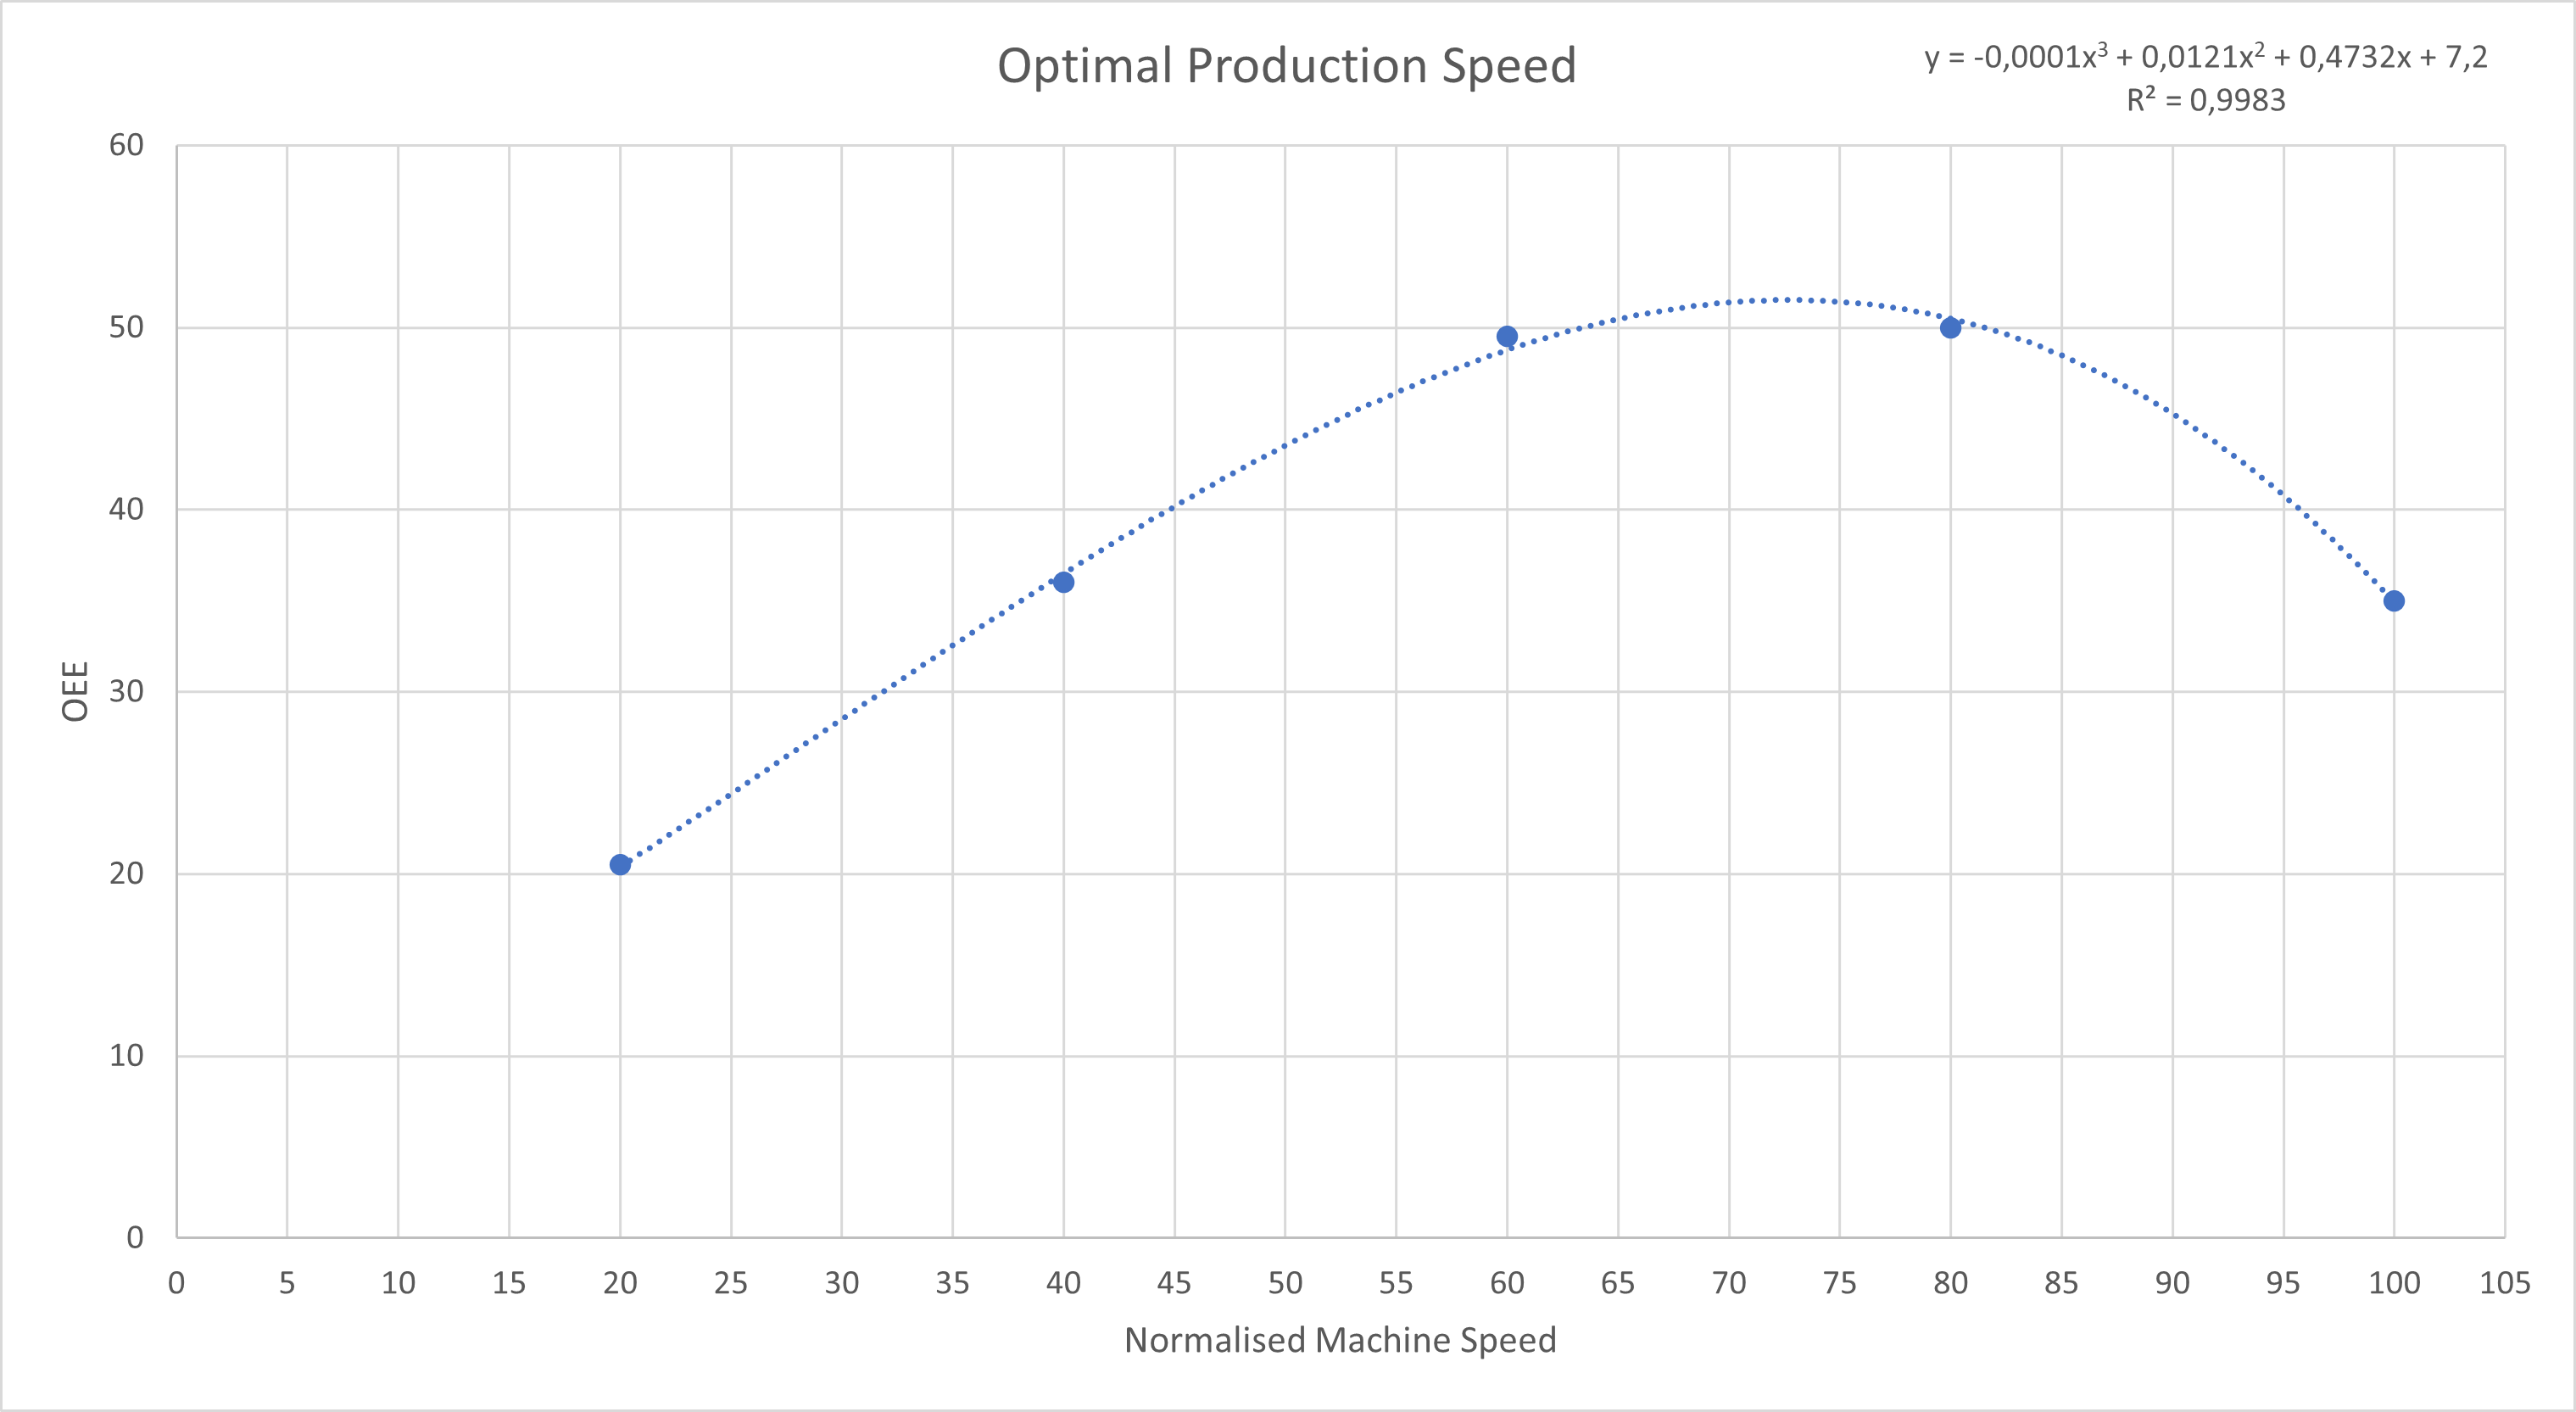 Optimal Production Speed
y = -0,0001x³ + 0,0121x² + 0,4732x + 7,2
R² = 0,9983
60
50
40
30
20
10
0
OEE
0 5 10 15 20 25 30 35 40 45 50 55 60 65 70 75 80 85 90 95 100 105
Normalised Machine Speed